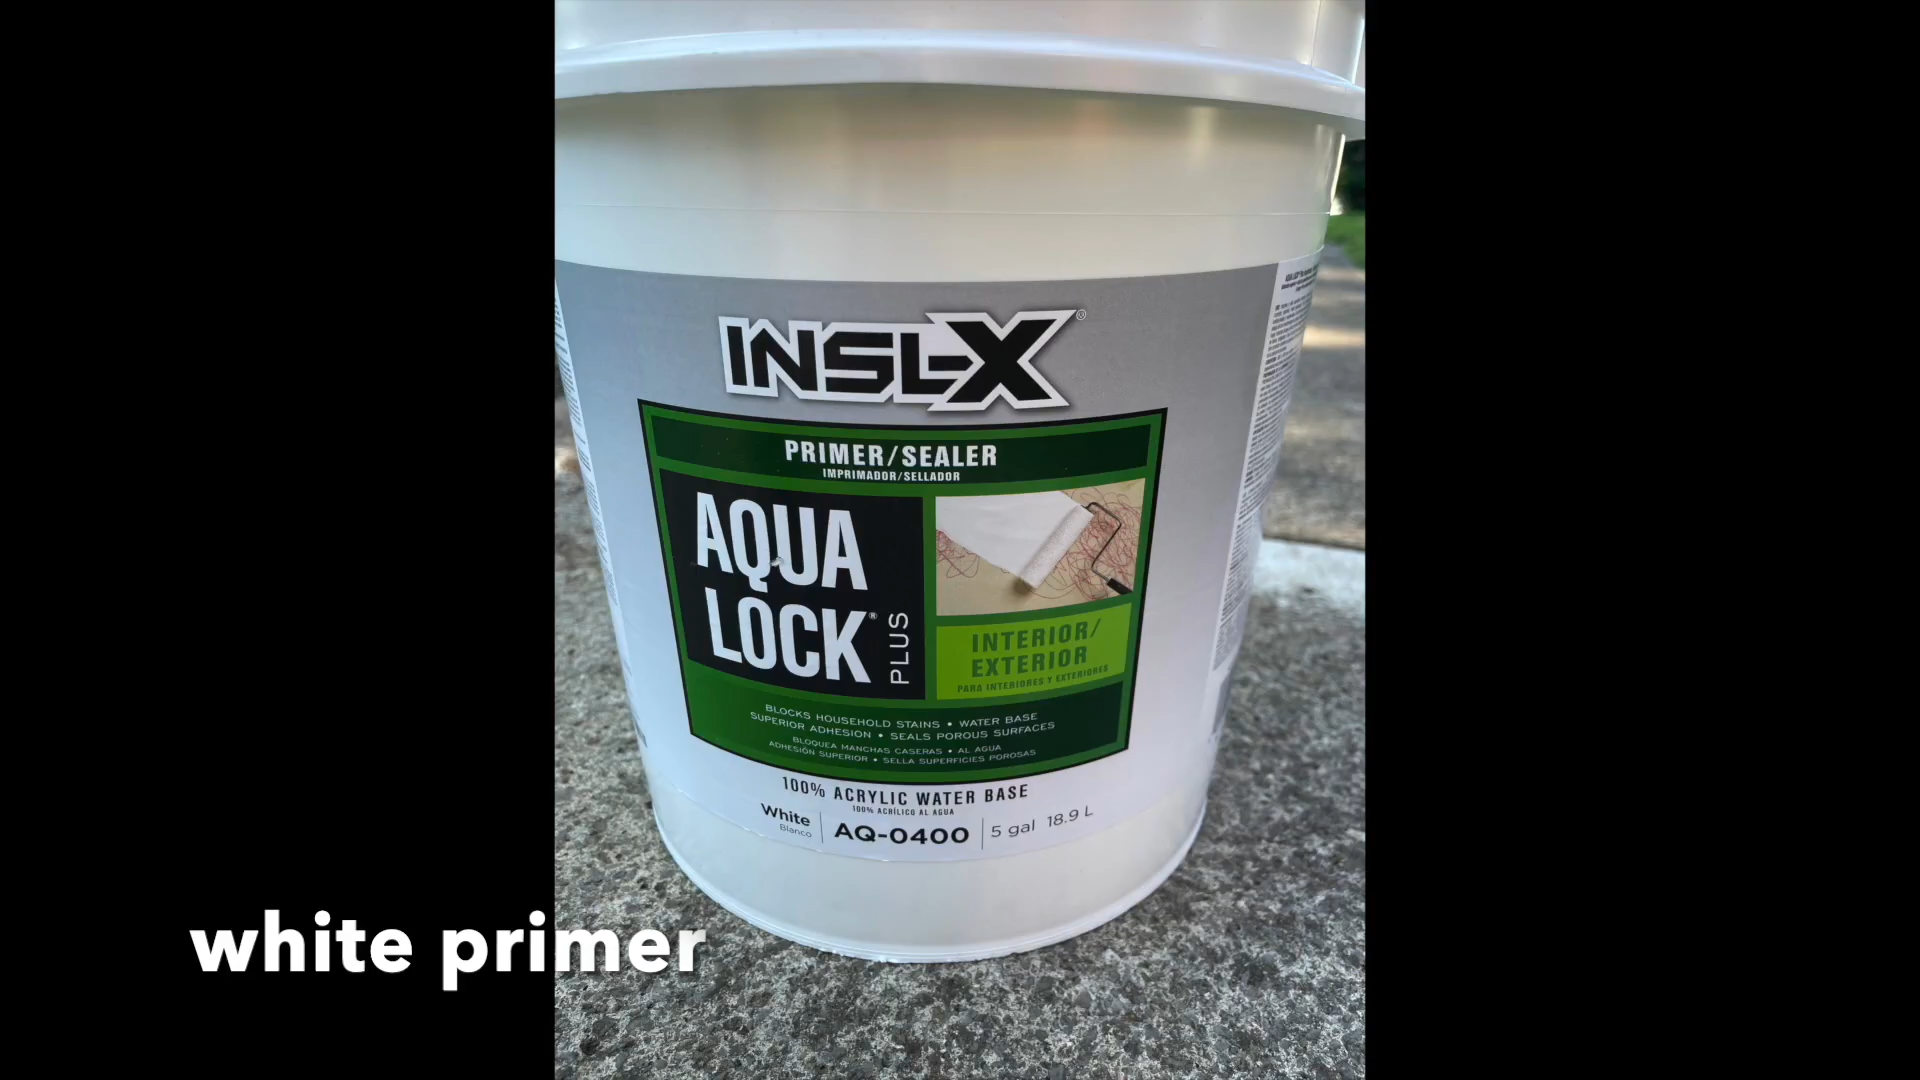 INSL-X®
PRIMER/SEALER
IMPRIMADOR/SELLADOR
AQUA
LOCK®
PLUS
INTERIOR/
EXTERIOR
PARA INTERIORES Y EXTERIORES
BLOCKS HOUSEHOLD STAINS • WATER BASE
SUPERIOR ADHESION • SEALS POROUS SURFACES
BLOQUEA MANCHAS CASERAS • AL AGUA
ADHESIÓN SUPERIOR • SELLA SUPERFICIES POROSAS
100% ACRYLIC WATER BASE
100% ACRÍLICO AL AGUA
White
Blanco
AQ-0400
5 gal 18.9 L
white primer